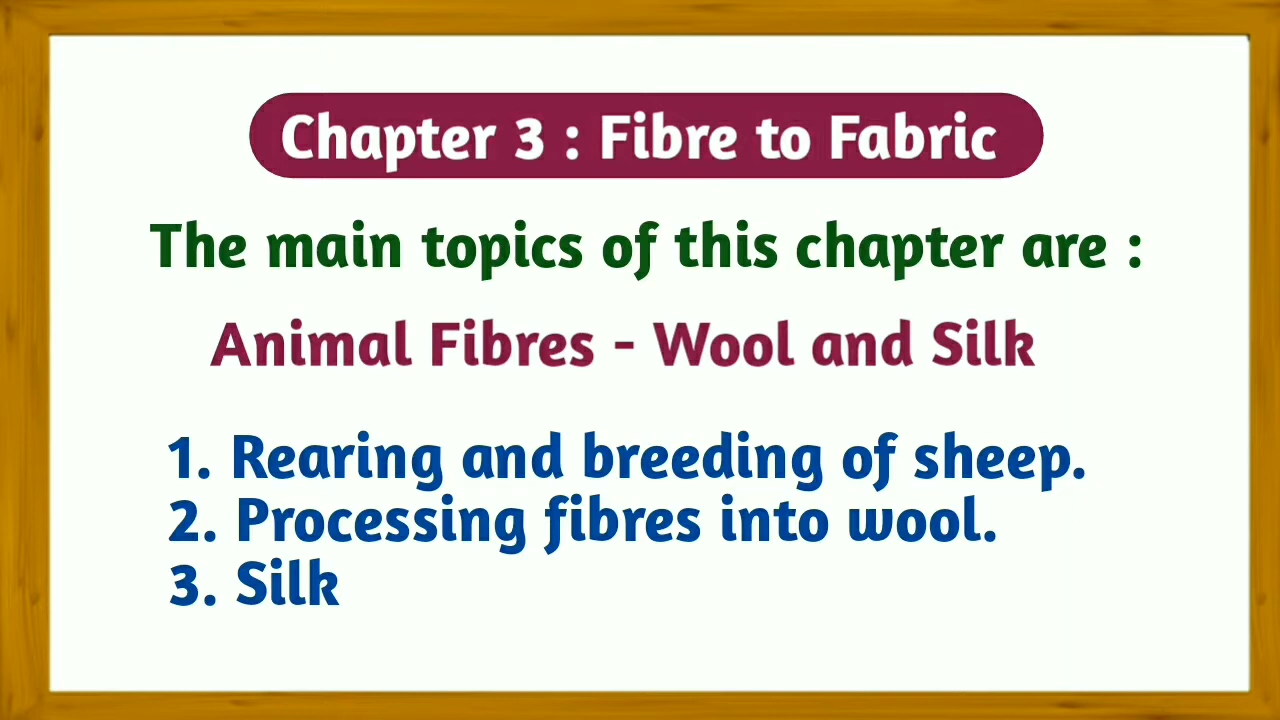 Chapter 3 : Fibre to Fabric
The main topics of this chapter are :
Animal Fibres - Wool and Silk
1. Rearing and breeding of sheep.
2. Processing fibres into wool.
3. Silk